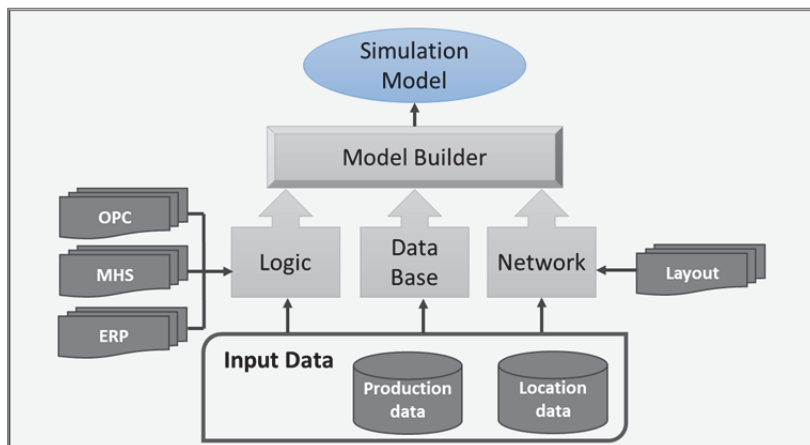 Simulation
Model
Model Builder
OPC
MHS
ERP
Logic
Data
Base
Network
Layout
Input Data
Production
data
Location
data